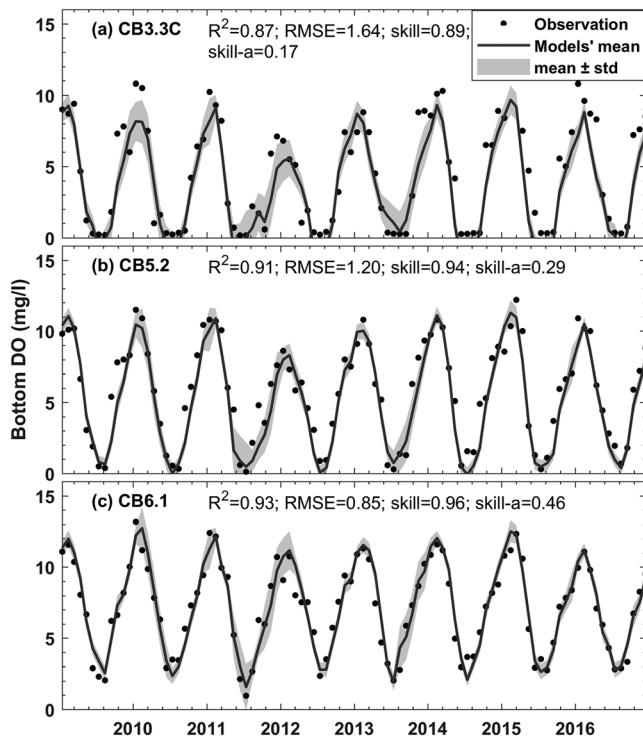 (a) CB3.3C
R²=0.87; RMSE=1.64; skill=0.89;
skill-a=0.17
Observation
Models' mean
mean ± std
15
10
5
0
(b) CB5.2
R²=0.91; RMSE=1.20; skill=0.94; skill-a=0.29
15
10
5
0
Bottom DO (mg/l)
(c) CB6.1
R²=0.93; RMSE=0.85; skill=0.96; skill-a=0.46
15
10
5
0
2010 2011 2012 2013 2014 2015 2016